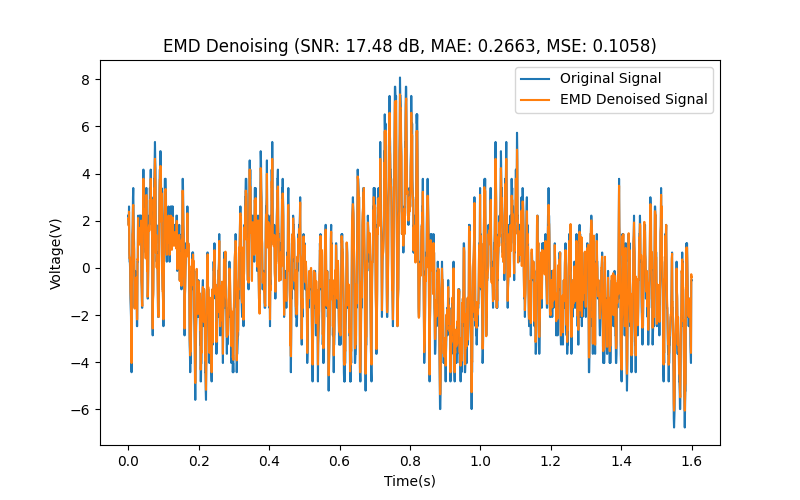 EMD Denoising (SNR: 17.48 dB, MAE: 0.2663, MSE: 0.1058)
Original Signal
EMD Denoised Signal
8
6
4
2
0
−2
−4
−6
Voltage(V)
0.0 0.2 0.4 0.6 0.8 1.0 1.2 1.4 1.6
Time(s)